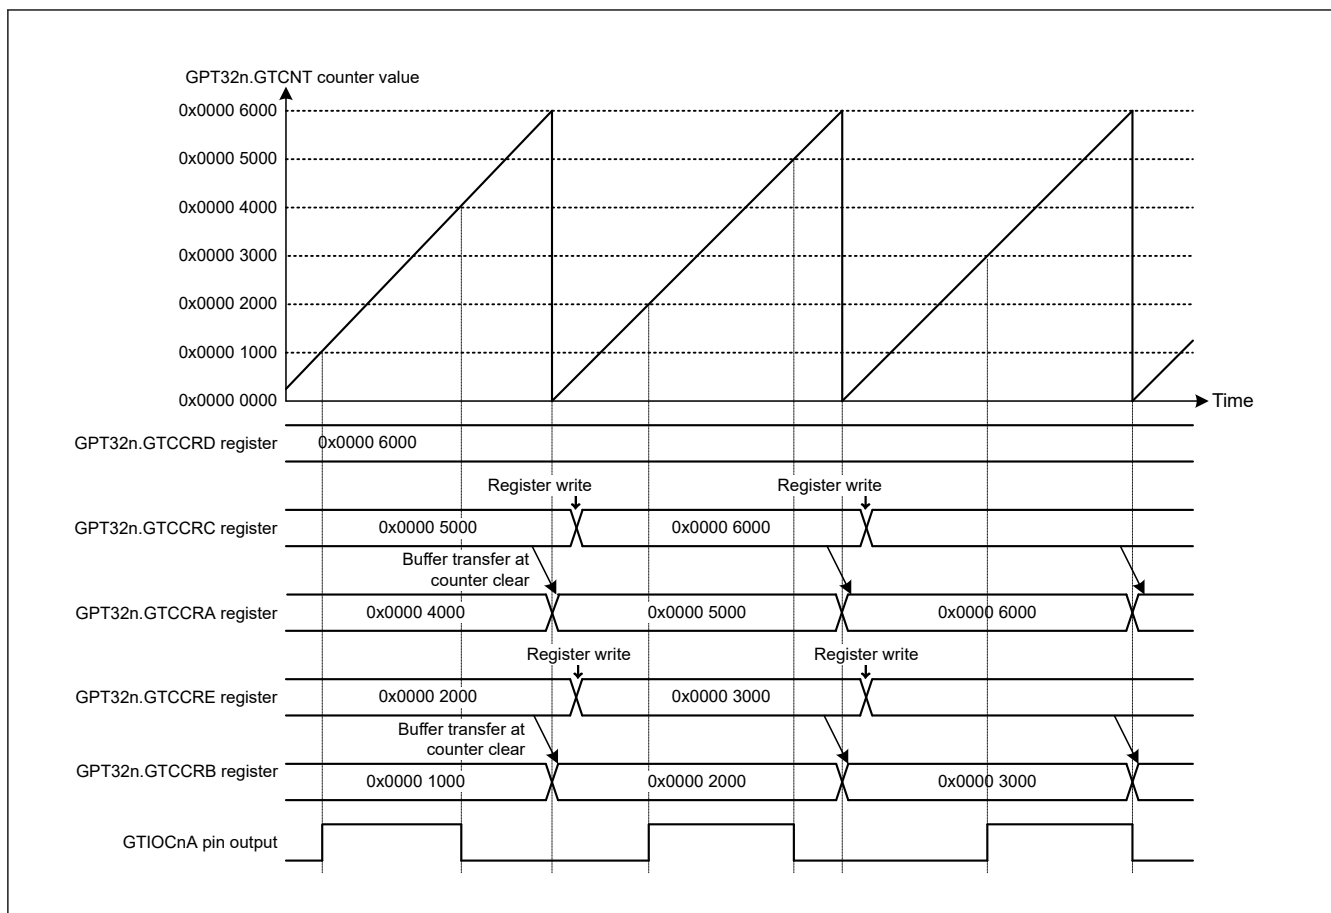 GPT32n.GTCNT counter value
0x0000 6000
0x0000 5000
0x0000 4000
0x0000 3000
0x0000 2000
0x0000 1000
0x0000 0000
Time
GPT32n.GTCCRD register
0x0000 6000
Register write
Register write
GPT32n.GTCCRC register
0x0000 5000
0x0000 6000
Buffer transfer at
counter clear
GPT32n.GTCCRA register
0x0000 4000
0x0000 5000
0x0000 6000
Register write
Register write
GPT32n.GTCCRE register
0x0000 2000
0x0000 3000
Buffer transfer at
counter clear
GPT32n.GTCCRB register
0x0000 1000
0x0000 2000
0x0000 3000
GTIOCnA pin output